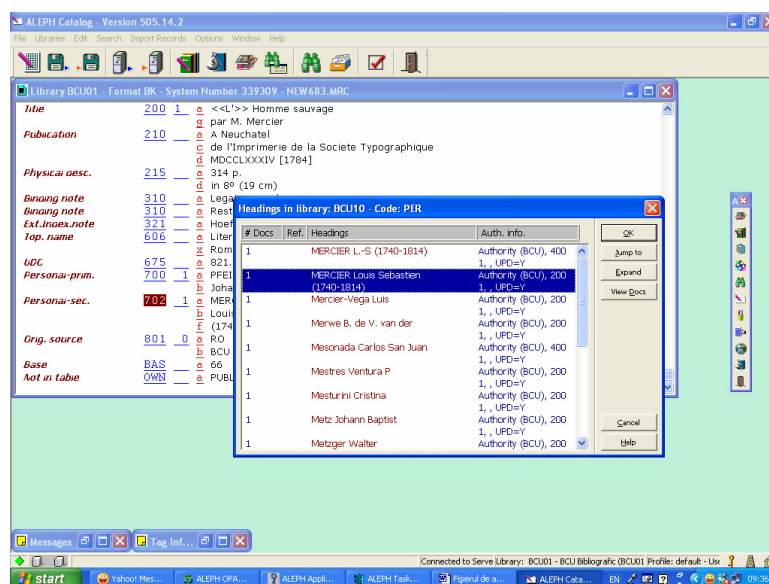 ALEPH Catalog - Version 505.14.2
File Libraries Edit Search Import Records Options Window Help
Library BCU01 - Format BK - System Number 339309 - NEW683.MRC
Title 200 1 a <<L'>> Homme sauvage
g par M. Mercier
Publication 210 a A Neuchatel
c de l'Imprimerie de la Societe Typographique
d MDCCLXXXIV [1784]
Physical desc. 215 a 314 p.
d in 8º (19 cm)
Binding note 310 a Lega
Binding note 310 a Rest
Ext.index.note 321 a Hoef
Top. name 606 a Liter
x Rom
UDC 675 a 821.
Personal-prim. 700 1 a PFEI
b Joha
Personal-sec. 702 1 a MER
b Louis
f (174
Orig. source 801 0 a RO
b BCU
Base BAS a 66
Not in table OWN a PUBL
Headings in library: BCU10 - Code: PER
# Docs Ref. Headings Auth. info.
1 MERCIER L.-S (1740-1814) Authority (BCU), 400
1, , UPD=Y
1 MERCIER Louis Sebastien Authority (BCU), 200
(1740-1814) 1, , UPD=Y
1 Mercier-Vega Luis Authority (BCU), 200
1, , UPD=Y
1 Merwe B. de V. van der Authority (BCU), 200
1, , UPD=Y
1 Mesonada Carlos San Juan Authority (BCU), 400
1, , UPD=Y
1 Mestres Ventura P Authority (BCU), 200
1, , UPD=Y
1 Mesturini Cristina Authority (BCU), 200
1, , UPD=Y
1 Metz Johann Baptist Authority (BCU), 200
1, , UPD=Y
1 Metzger Walter Authority (BCU), 200
OK
Jump to
Expand
View Docs
Cancel
Help
Messages
Tag Inf...
Connected to Serve Library: BCU01 - BCU Bibliografic (BCU01 Profile: default - Use
start Yahoo! Mes... ALEPH OPA... ALEPH Appli... ALEPH Task... Fişierul de a... ALEPH Cata... EN 09:36